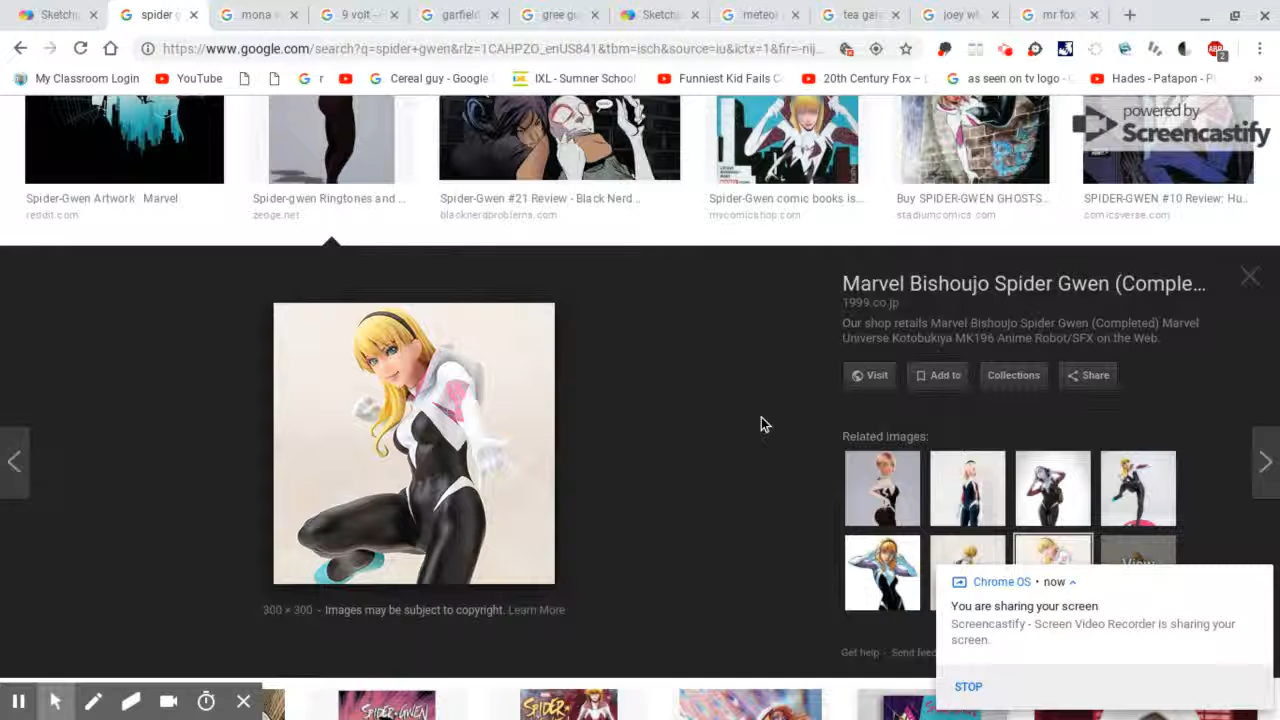 Sketch
spider g
mona
9 volt --
garfield
gree gu
Sketch
meteor
tea gar
joey wh
mr fox
https://www.google.com/search?q=spider+gwen&rlz=1CAHPZO_enUS841&tbm=isch&source=iu&ictx=1&fir=-nij...
2
My Classroom Login
YouTube
r
Cereal guy - Google
IXL - Sumner School
Funniest Kid Fails C
20th Century Fox –
as seen on tv logo -
Hades - Patapon - P
»
powered by
Screencastify
Spider-Gwen Artwork Marvel
Spider-gwen Ringtones and ...
Spider-Gwen #21 Review - Black Nerd ...
Spider-Gwen comic books is...
Buy SPIDER-GWEN GHOST-S...
SPIDER-GWEN #10 Review: Hu...
reddit.com
zedge.net
blacknerdproblems.com
mycomicshop.com
stadiumcomics.com
comicsverse.com
Marvel Bishoujo Spider Gwen (Comple...
1999.co.jp
Our shop retails Marvel Bishoujo Spider Gwen (Completed) Marvel
Universe Kotobukiya MK196 Anime Robot/SFX on the Web.
Visit
Add to
Collections
Share
Related images:
View
300 × 300 - Images may be subject to copyright. Learn More
Get help - Send feed
Chrome OS • now
You are sharing your screen
Screencastify - Screen Video Recorder is sharing your
screen.
STOP
SPIDER-GWEN
SPIDER